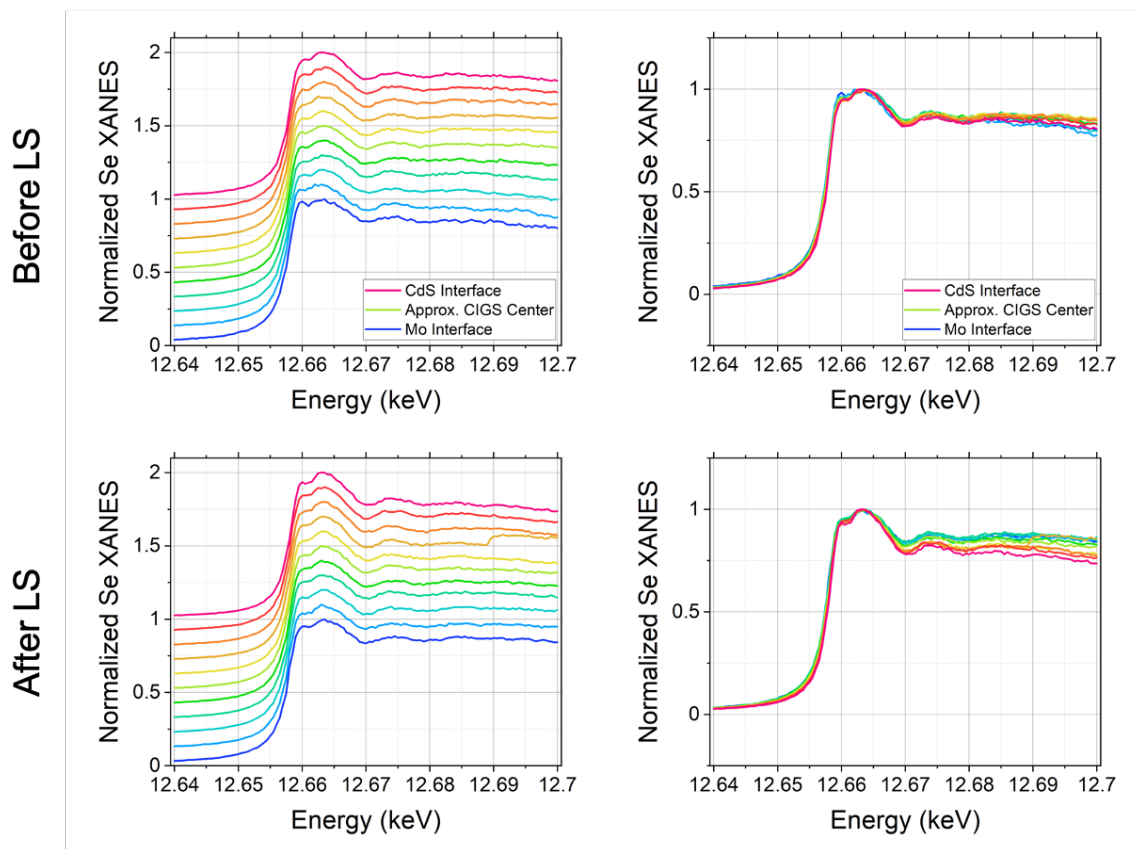 Before LS
Normalized Se XANES
2
1.5
1
0.5
0
CdS Interface
Approx. CIGS Center
Mo Interface
12.64 12.65 12.66 12.67 12.68 12.69 12.7
Energy (keV)
Normalized Se XANES
1
0.5
0
CdS Interface
Approx. CIGS Center
Mo Interface
12.64 12.65 12.66 12.67 12.68 12.69 12.7
Energy (keV)
After LS
Normalized Se XANES
2
1.5
1
0.5
0
12.64 12.65 12.66 12.67 12.68 12.69 12.7
Energy (keV)
Normalized Se XANES
1
0.5
0
12.64 12.65 12.66 12.67 12.68 12.69 12.7
Energy (keV)